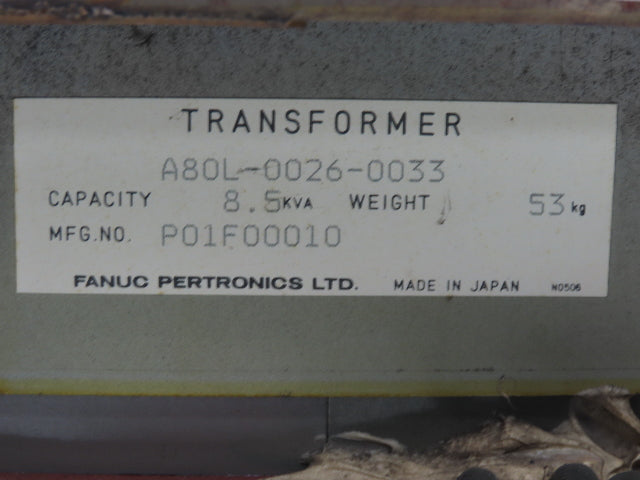 TRANSFORMER
A80L-0026-0033
CAPACITY 8.5KVA WEIGHT 53kg
MFG.NO. P01F00010
FANUC PERTRONICS LTD. MADE IN JAPAN N0506